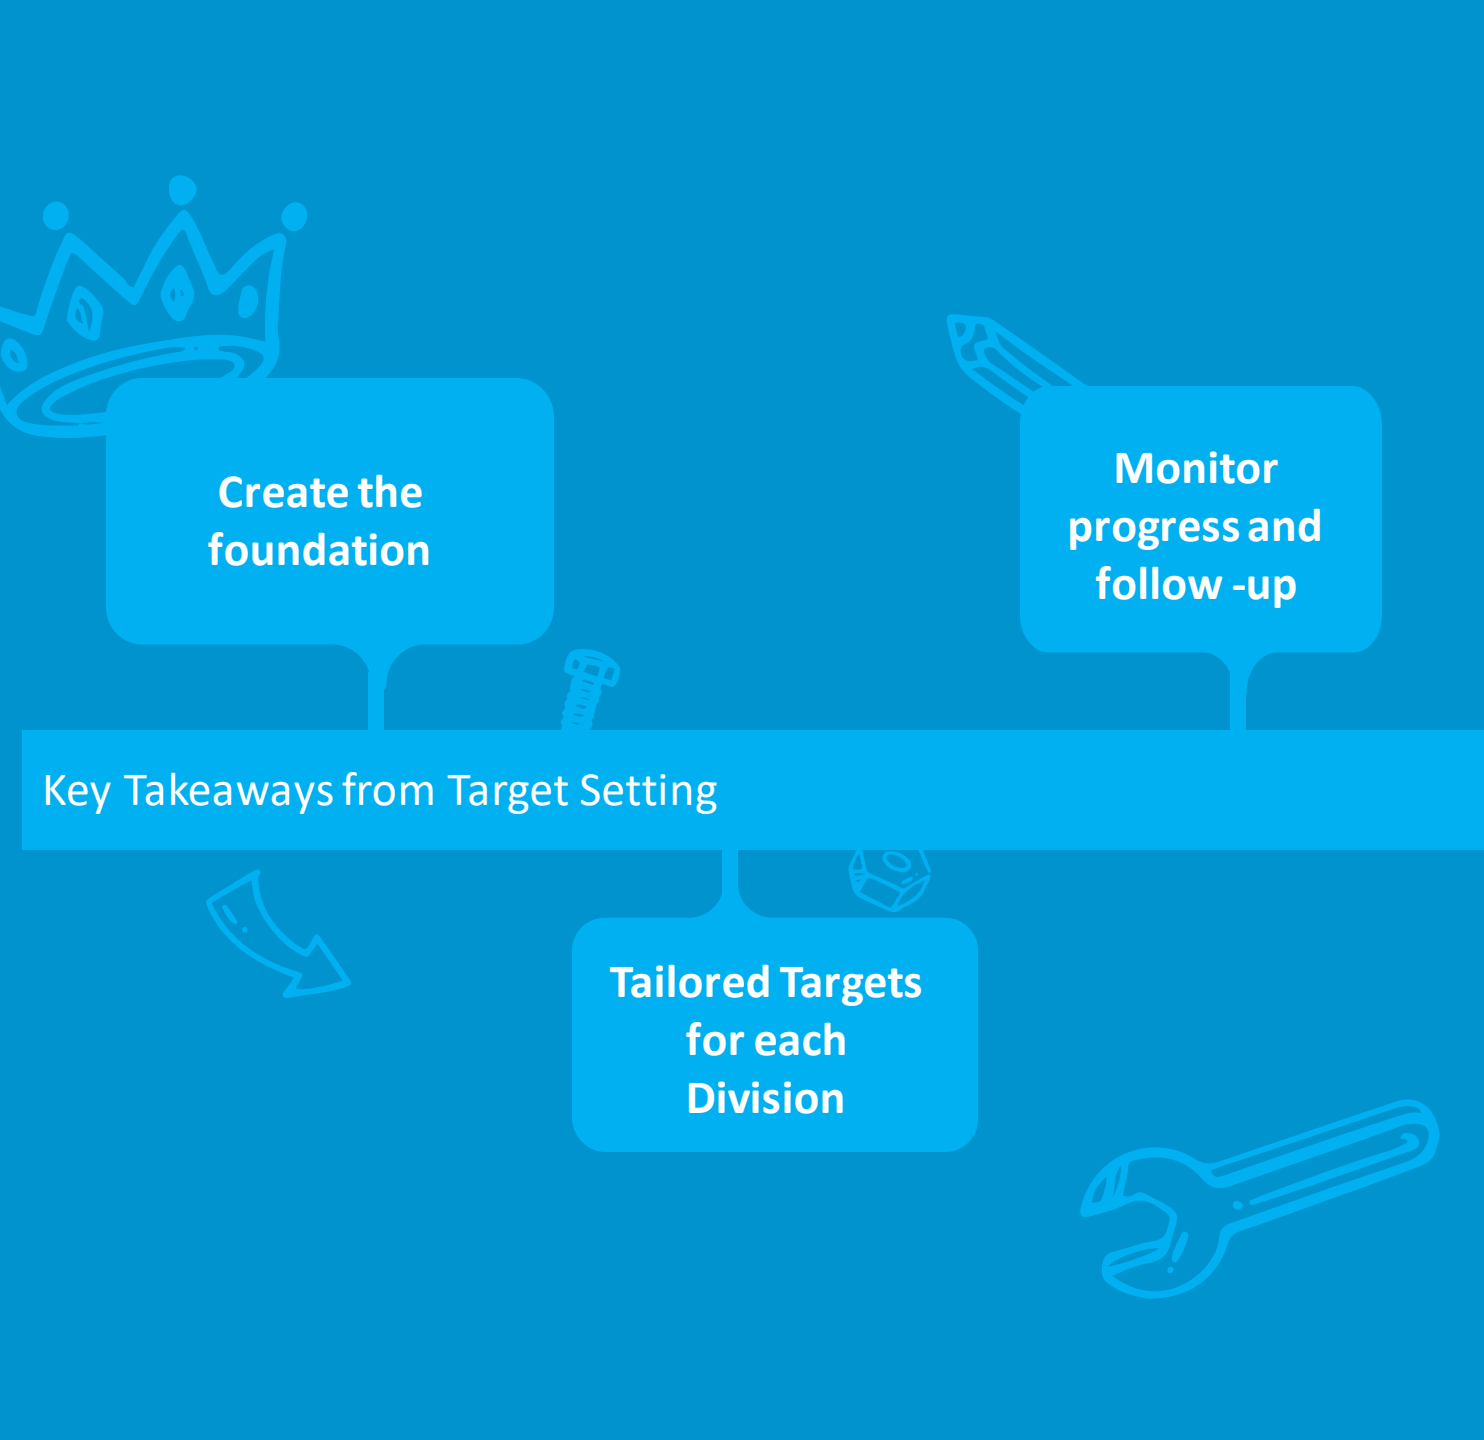 Create the
foundation
Monitor
progress and
follow -up
Key Takeaways from Target Setting
Tailored Targets
for each
Division